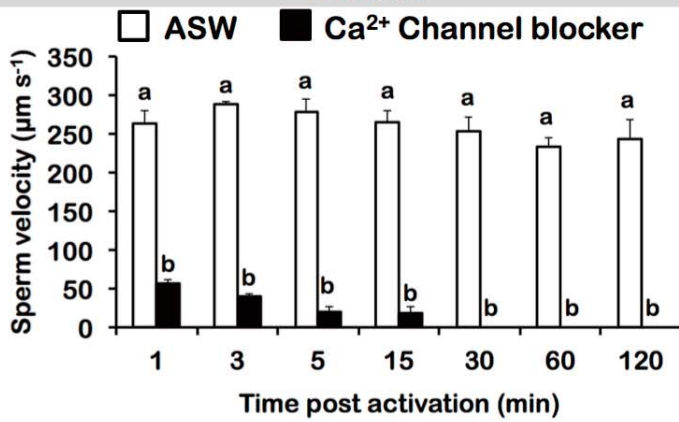 ASW Ca²⁺ Channel blocker
350
300
250
200
150
100
50
0
Sperm velocity (µm s⁻¹)
a a a a a a a
b b b b b b b
1 3 5 15 30 60 120
Time post activation (min)